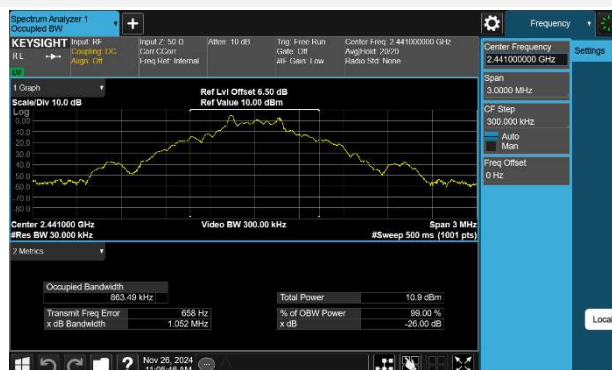 Spectrum Analyzer 1
Occupied BW
Frequency
KEYSIGHT
Input: RF
Coupling: DC
Align: Off
Input Z: 50 Ω
Corr CCorr
Freq Ref: Internal
Atten: 10 dB
Trig: Free Run
Gate: Off
#IF Gain: Low
Center Freq: 2.441000000 GHz
Avg|Hold: 20/20
Radio Std: None
R L
Center Frequency
2.441000000 GHz
Settings
Span
3.0000 MHz
CF Step
300.000 kHz
Auto
Man
Freq Offset
0 Hz
1 Graph
Scale/Div 10.0 dB
Ref Lvl Offset 6.50 dB
Ref Value 10.00 dBm
Log
0.00
10.0
20.0
30.0
40.0
50.0
60.0
70.0
80.0
Center 2.441000 GHz
#Res BW 30.000 kHz
Video BW 300.00 kHz
Span 3 MHz
#Sweep 500 ms (1001 pts)
2 Metrics
Occupied Bandwidth
863.49 kHz
Total Power
10.9 dBm
Transmit Freq Error
658 Hz
% of OBW Power
99.00 %
x dB Bandwidth
1.052 MHz
x dB
-26.00 dB
Local
?
Nov 26, 2024